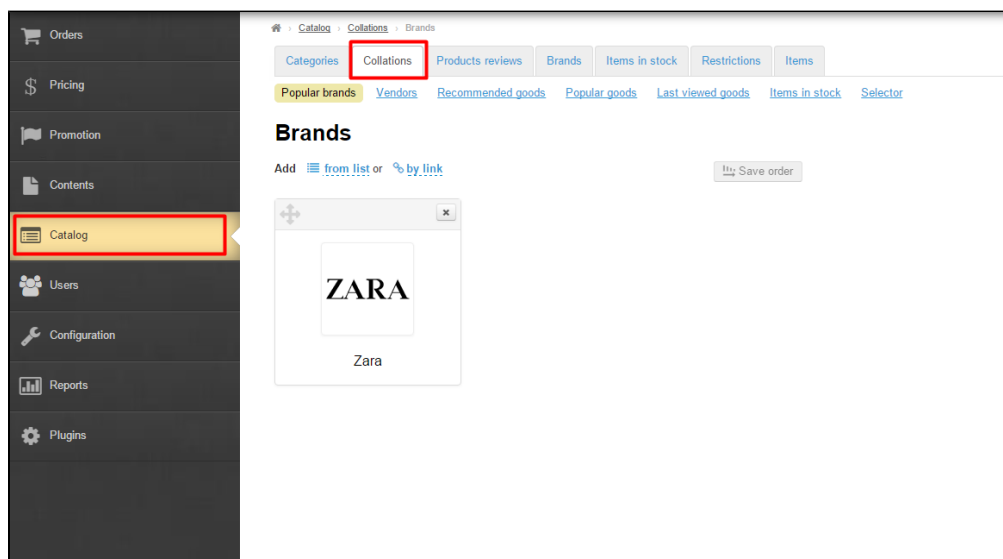 Orders
Pricing
Promotion
Contents
Catalog
Users
Configuration
Reports
Plugins
› Catalog › Collations › Brands
Categories Collations Products reviews Brands Items in stock Restrictions Items
Popular brands Vendors Recommended goods Popular goods Last viewed goods Items in stock Selector
Brands
Add from list or by link Save order
ZARA
Zara